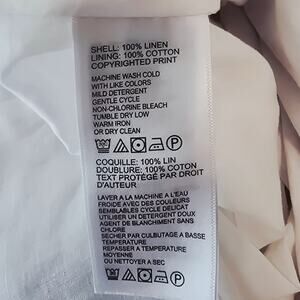 SHELL: 100% LINEN
LINING: 100% COTTON
COPYRIGHTED PRINT
MACHINE WASH COLD
WITH LIKE COLORS
MILD DETERGENT
GENTLE CYCLE
NON-CHLORINE BLEACH
TUMBLE DRY LOW
WARM IRON
OR DRY CLEAN
COQUILLE: 100% LIN
DOUBLURE: 100% COTON
TEXT PROTÉGÉ PAR DROIT
D'AUTEUR
LAVER A LA MACHINE A L'EAU
FROIDE AVEC DES COULEURS
SEMBLABLES CYCLE DELICAT
UTILISER UN DETERGENT DOUX
AGENT DE BLANCHIMENT SANS
CHLORE
SECHER PAR CULBUTAGE A BASSE
TEMPERATURE
REPASSER A TEMPERATURE
MOYENNE
OU NETTOYER A SEC